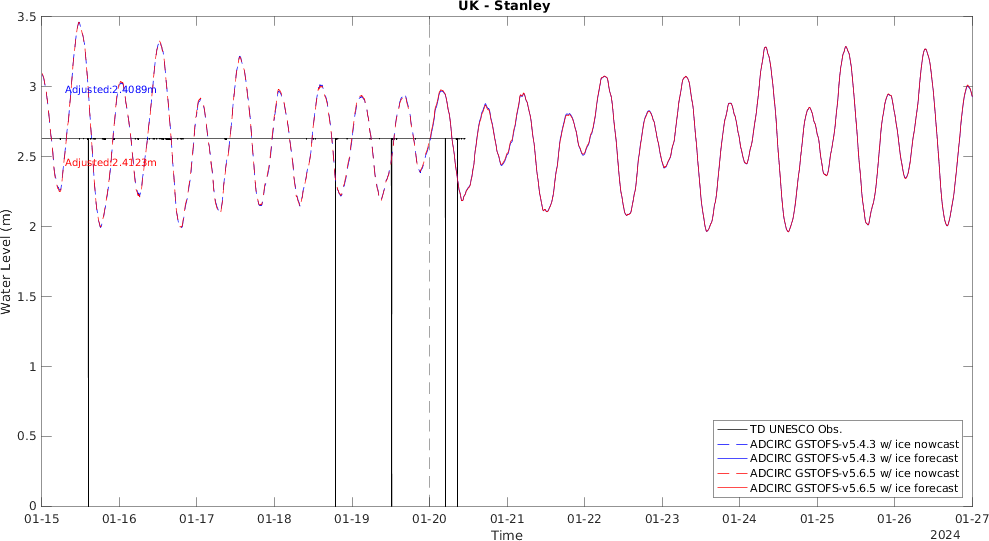 UK - Stanley
3.5
3
2.5
2
1.5
1
0.5
0
Water Level (m)
Adjusted:2.4089m
Adjusted:2.4123m
TD UNESCO Obs.
ADCIRC GSTOFS-v5.4.3 w/ ice nowcast
ADCIRC GSTOFS-v5.4.3 w/ ice forecast
ADCIRC GSTOFS-v5.6.5 w/ ice nowcast
ADCIRC GSTOFS-v5.6.5 w/ ice forecast
01-15 01-16 01-17 01-18 01-19 01-20 01-21 01-22 01-23 01-24 01-25 01-26 01-27
Time
2024